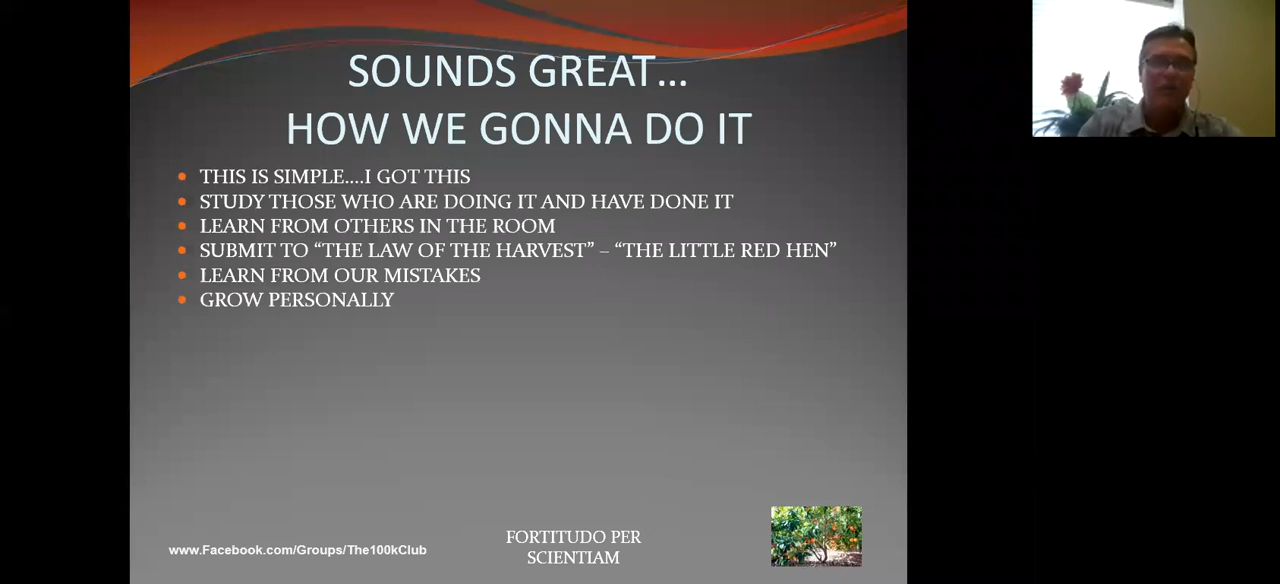 SOUNDS GREAT...
HOW WE GONNA DO IT
THIS IS SIMPLE....I GOT THIS
STUDY THOSE WHO ARE DOING IT AND HAVE DONE IT
LEARN FROM OTHERS IN THE ROOM
SUBMIT TO “THE LAW OF THE HARVEST” – “THE LITTLE RED HEN”
LEARN FROM OUR MISTAKES
GROW PERSONALLY
www.Facebook.com/Groups/The100kClub
FORTITUDO PER
SCIENTIAM